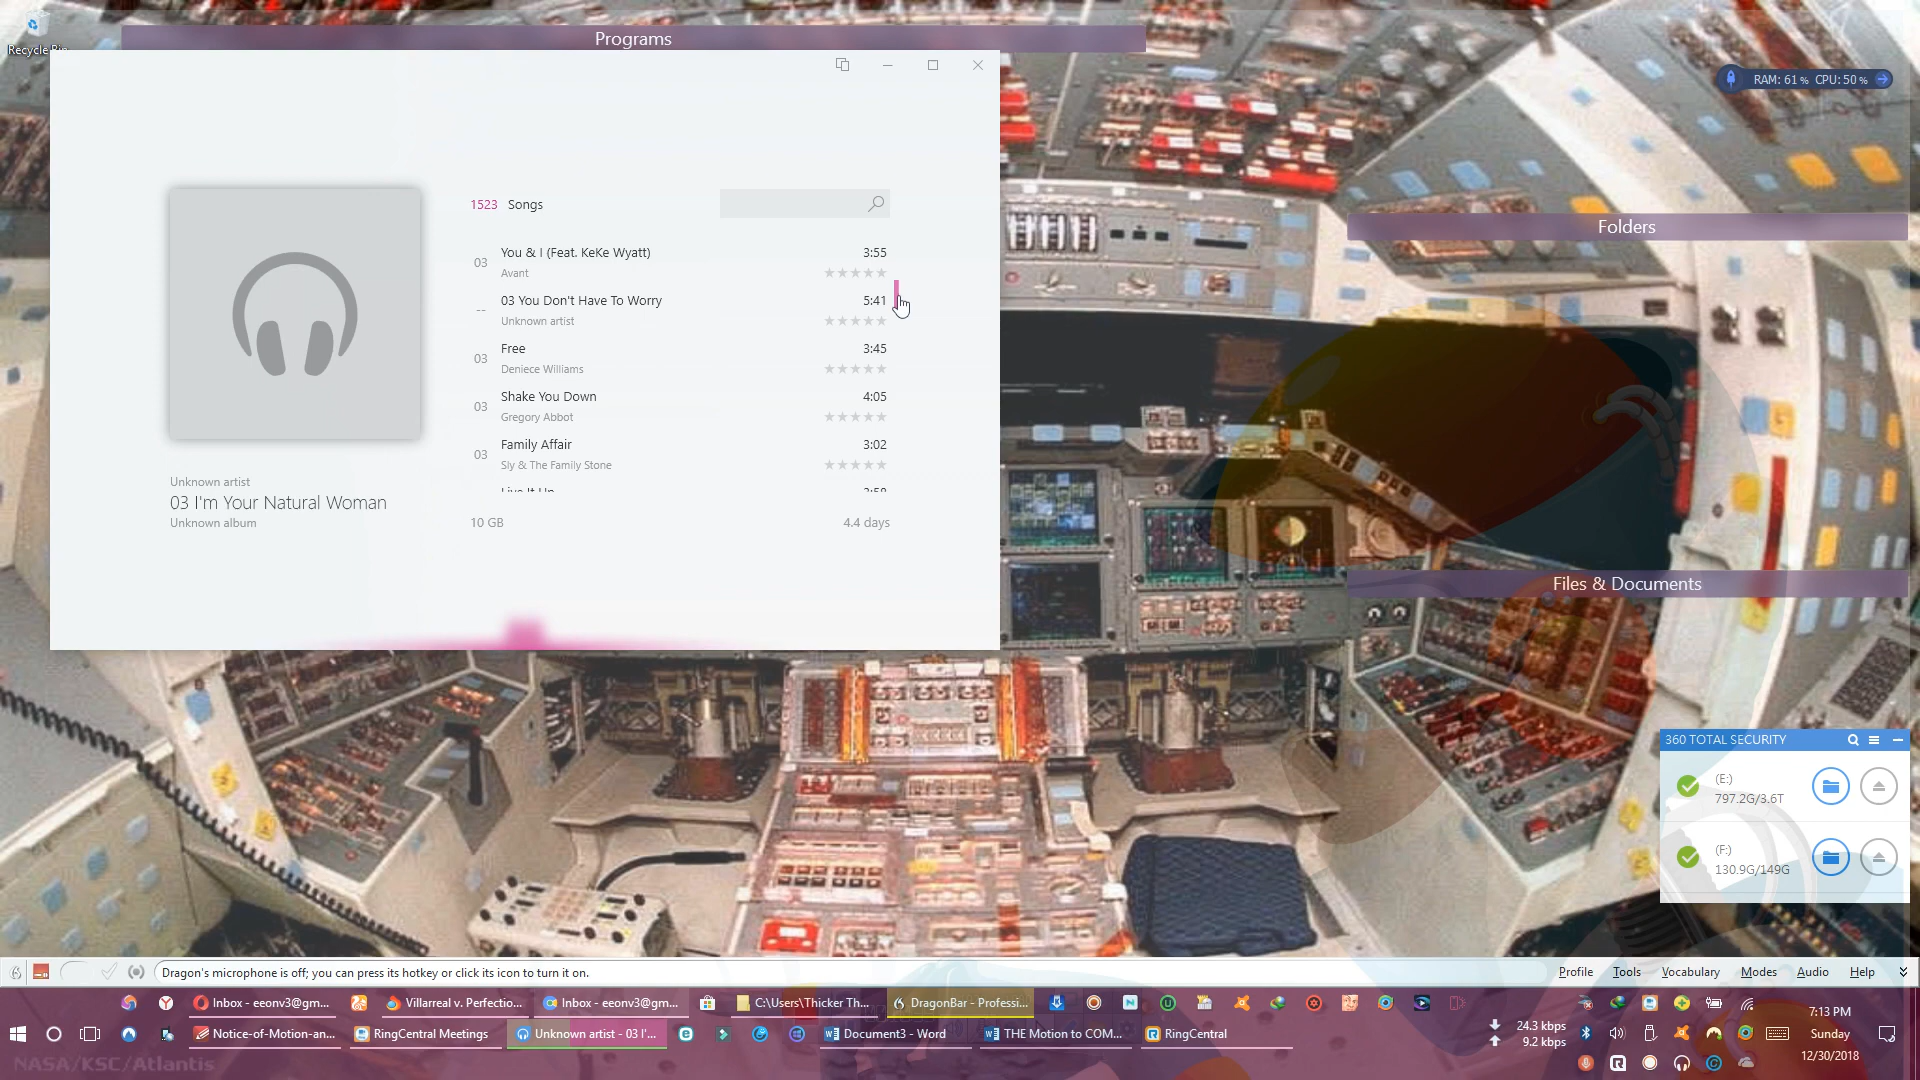 Recycle Bin
Programs
RAM: 61 % CPU: 50 %
1523 Songs
03
You & I (Feat. KeKe Wyatt) 3:55
Avant
--
03 You Don't Have To Worry 5:41
Unknown artist
03
Free 3:45
Deniece Williams
03
Shake You Down 4:05
Gregory Abbot
03
Family Affair 3:02
Sly & The Family Stone
Live It Up 3:58
10 GB 4.4 days
Unknown artist
03 I'm Your Natural Woman
Unknown album
Folders
Files & Documents
360 TOTAL SECURITY
(E:)
797.2G/3.6T
(F:)
130.9G/149G
Dragon's microphone is off; you can press its hotkey or click its icon to turn it on.
Profile Tools Vocabulary Modes Audio Help
Inbox - eeonv3@gm... Villarreal v. Perfectio... Inbox - eeonv3@gm... C:\Users\Thicker Th... DragonBar - Professi...
Notice-of-Motion-an... RingCentral Meetings Unknown artist - 03 I'... Document3 - Word THE Motion to COM... RingCentral
24.3 kbps
9.2 kbps
7:13 PM
Sunday
12/30/2018
NASA/KSC/Atlantis